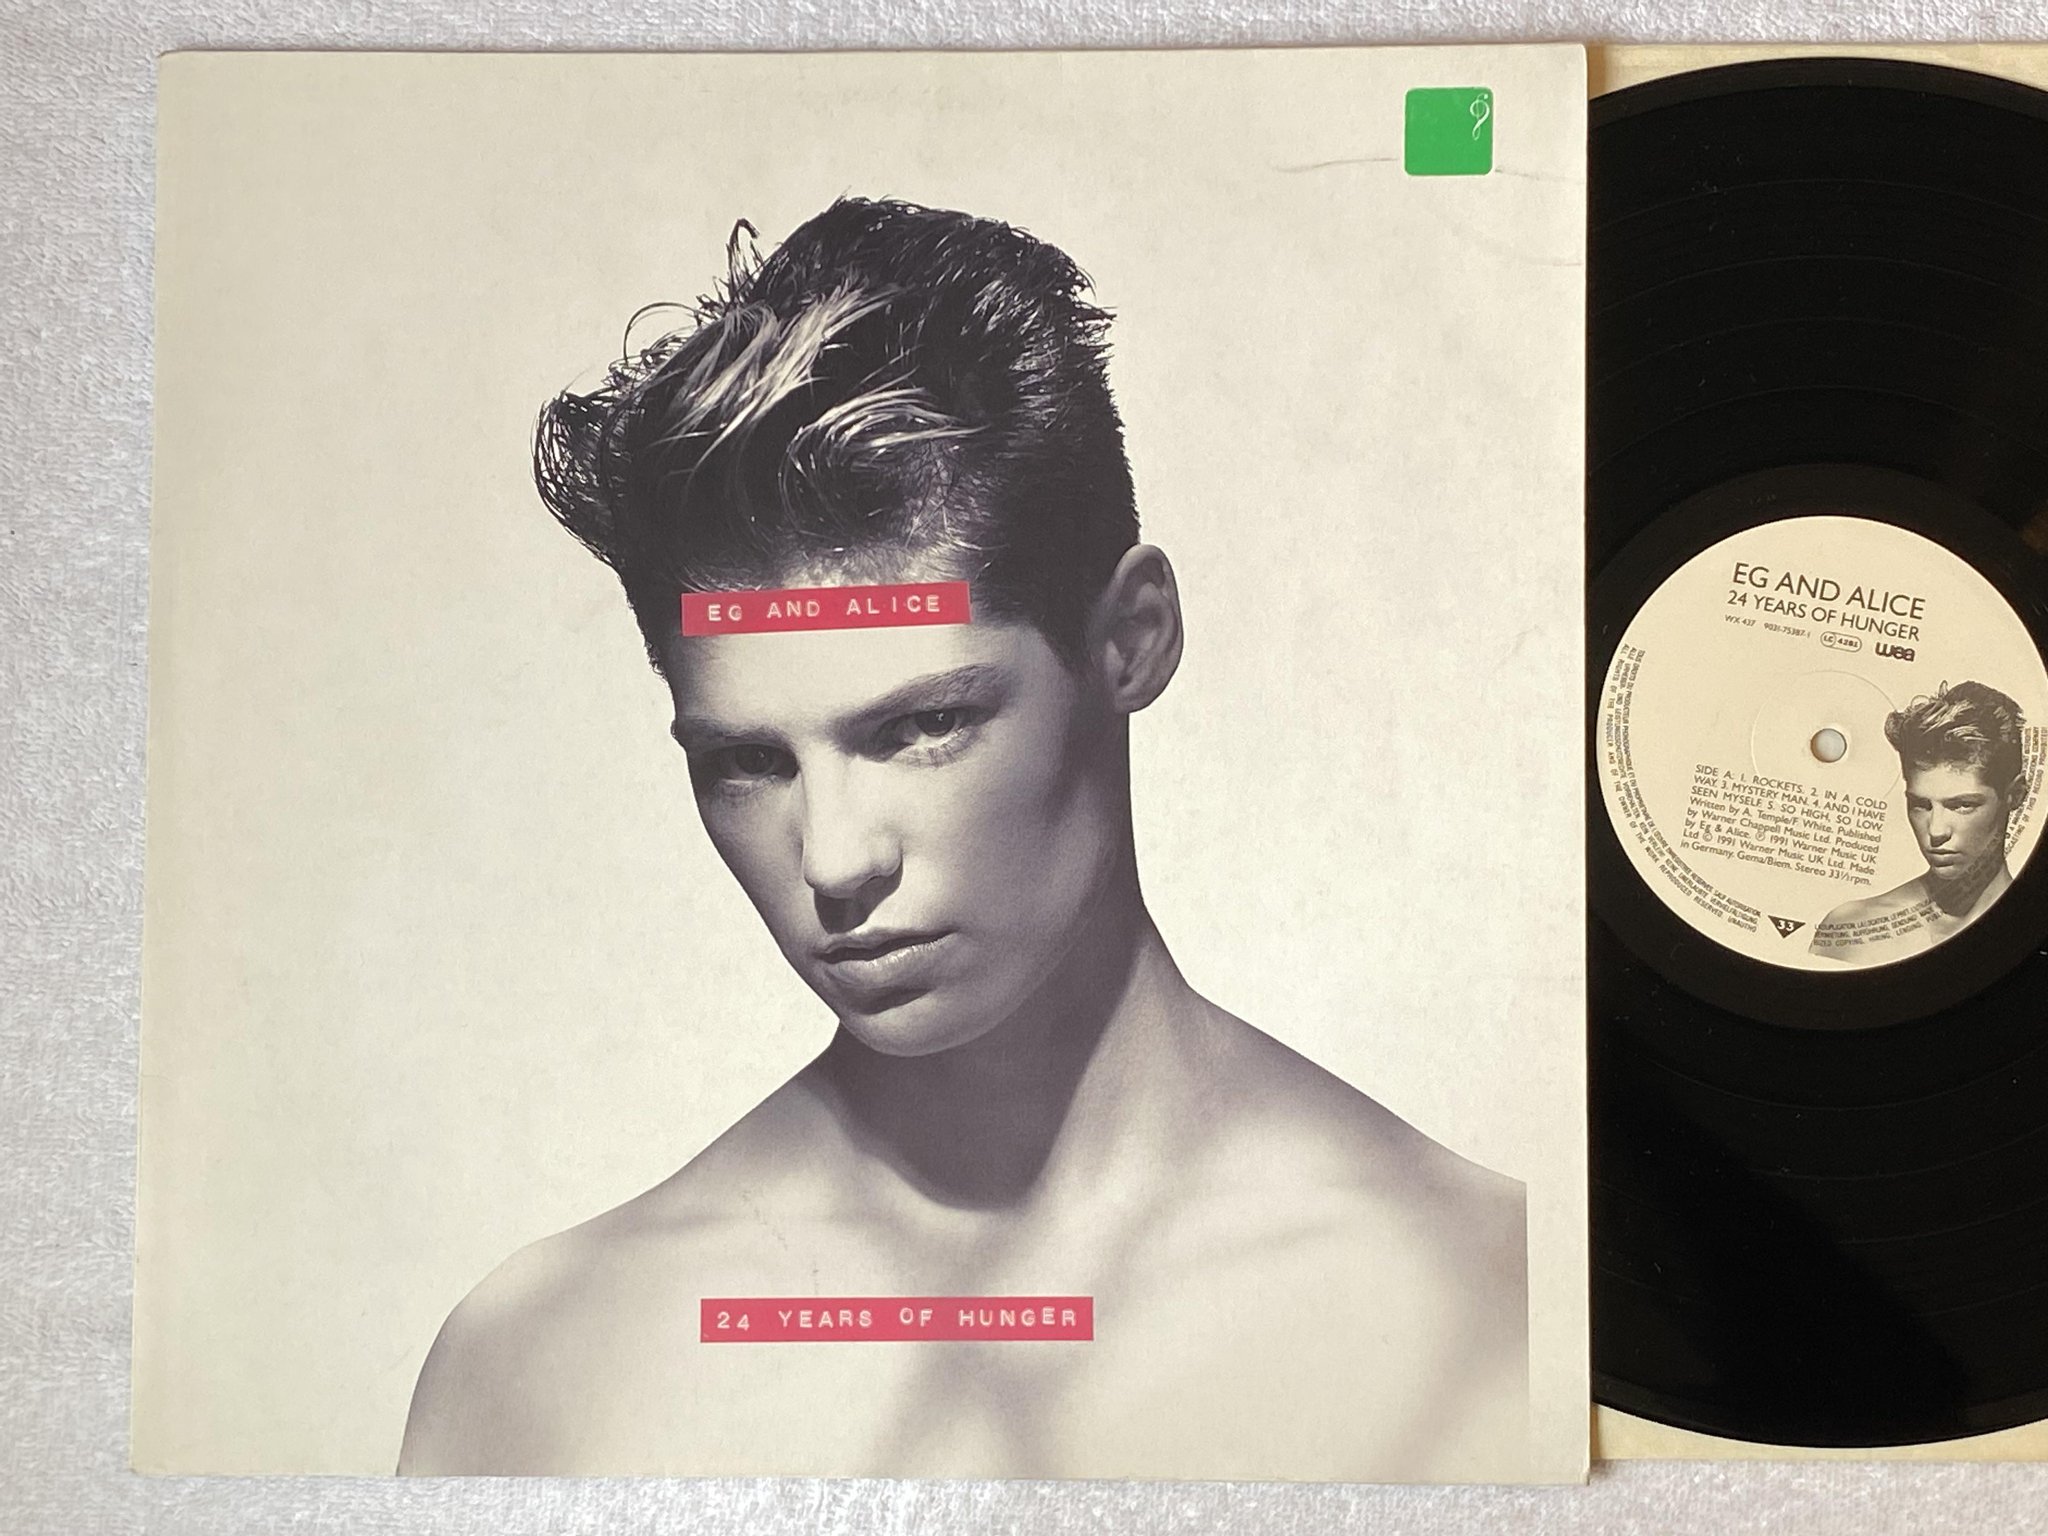 EG AND ALICE
24 YEARS OF HUNGER
EG AND ALICE
24 YEARS OF HUNGER
WX 437 9031-75387-1 LC 4281 wea
SIDE A: 1. ROCKETS. 2. IN A COLD
WAY. 3. MYSTERY MAN. 4. AND I HAVE
SEEN MYSELF. 5. SO HIGH, SO LOW.
Written by A. Temple/F. White. Published
by Warner Chappell Music Ltd. Produced
by Eg & Alice. ℗ 1991 Warner Music UK
Ltd © 1991 Warner Music UK Ltd. Made
in Germany. Gema/Biem. Stereo 33⅓rpm.
33